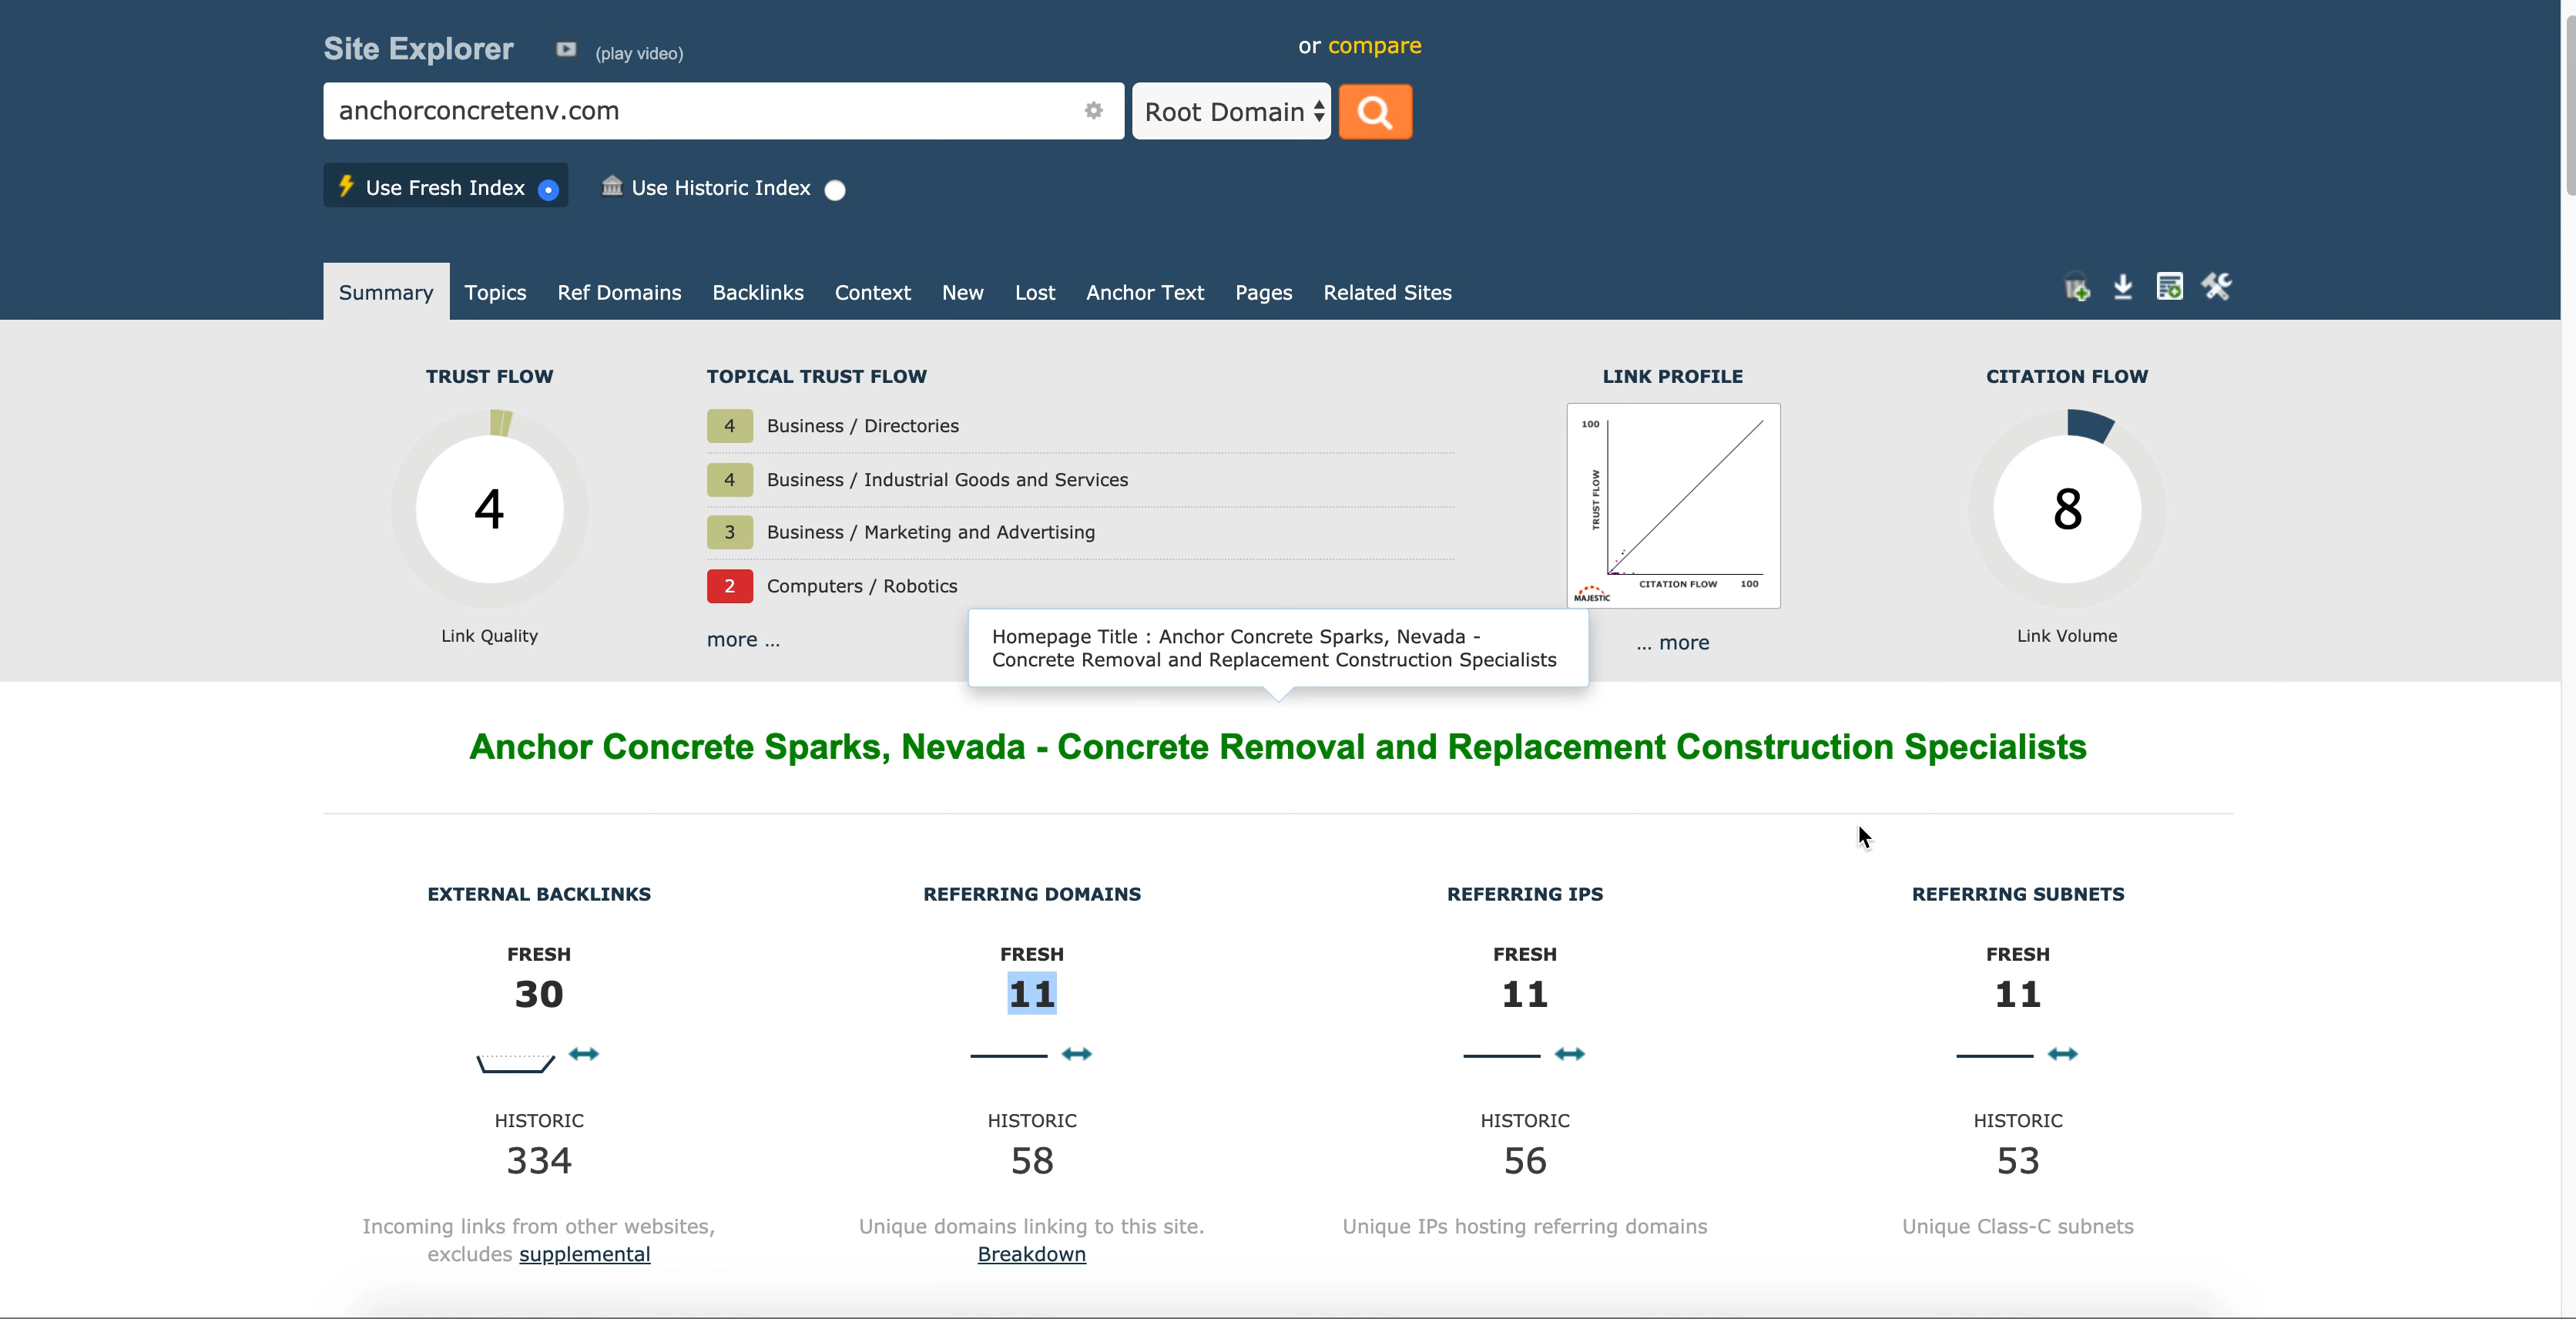 Site Explorer (play video)
or compare
anchorconcretenv.com
Root Domain
Use Fresh Index
Use Historic Index
Summary Topics Ref Domains Backlinks Context New Lost Anchor Text Pages Related Sites
TRUST FLOW
4
Link Quality
TOPICAL TRUST FLOW
4 Business / Directories
4 Business / Industrial Goods and Services
3 Business / Marketing and Advertising
2 Computers / Robotics
more ...
LINK PROFILE
100
TRUST FLOW
CITATION FLOW 100
MAJESTIC
... more
CITATION FLOW
8
Link Volume
Homepage Title : Anchor Concrete Sparks, Nevada -
Concrete Removal and Replacement Construction Specialists
Anchor Concrete Sparks, Nevada - Concrete Removal and Replacement Construction Specialists
EXTERNAL BACKLINKS
FRESH
30
HISTORIC
334
Incoming links from other websites,
excludes supplemental
REFERRING DOMAINS
FRESH
11
HISTORIC
58
Unique domains linking to this site.
Breakdown
REFERRING IPS
FRESH
11
HISTORIC
56
Unique IPs hosting referring domains
REFERRING SUBNETS
FRESH
11
HISTORIC
53
Unique Class-C subnets